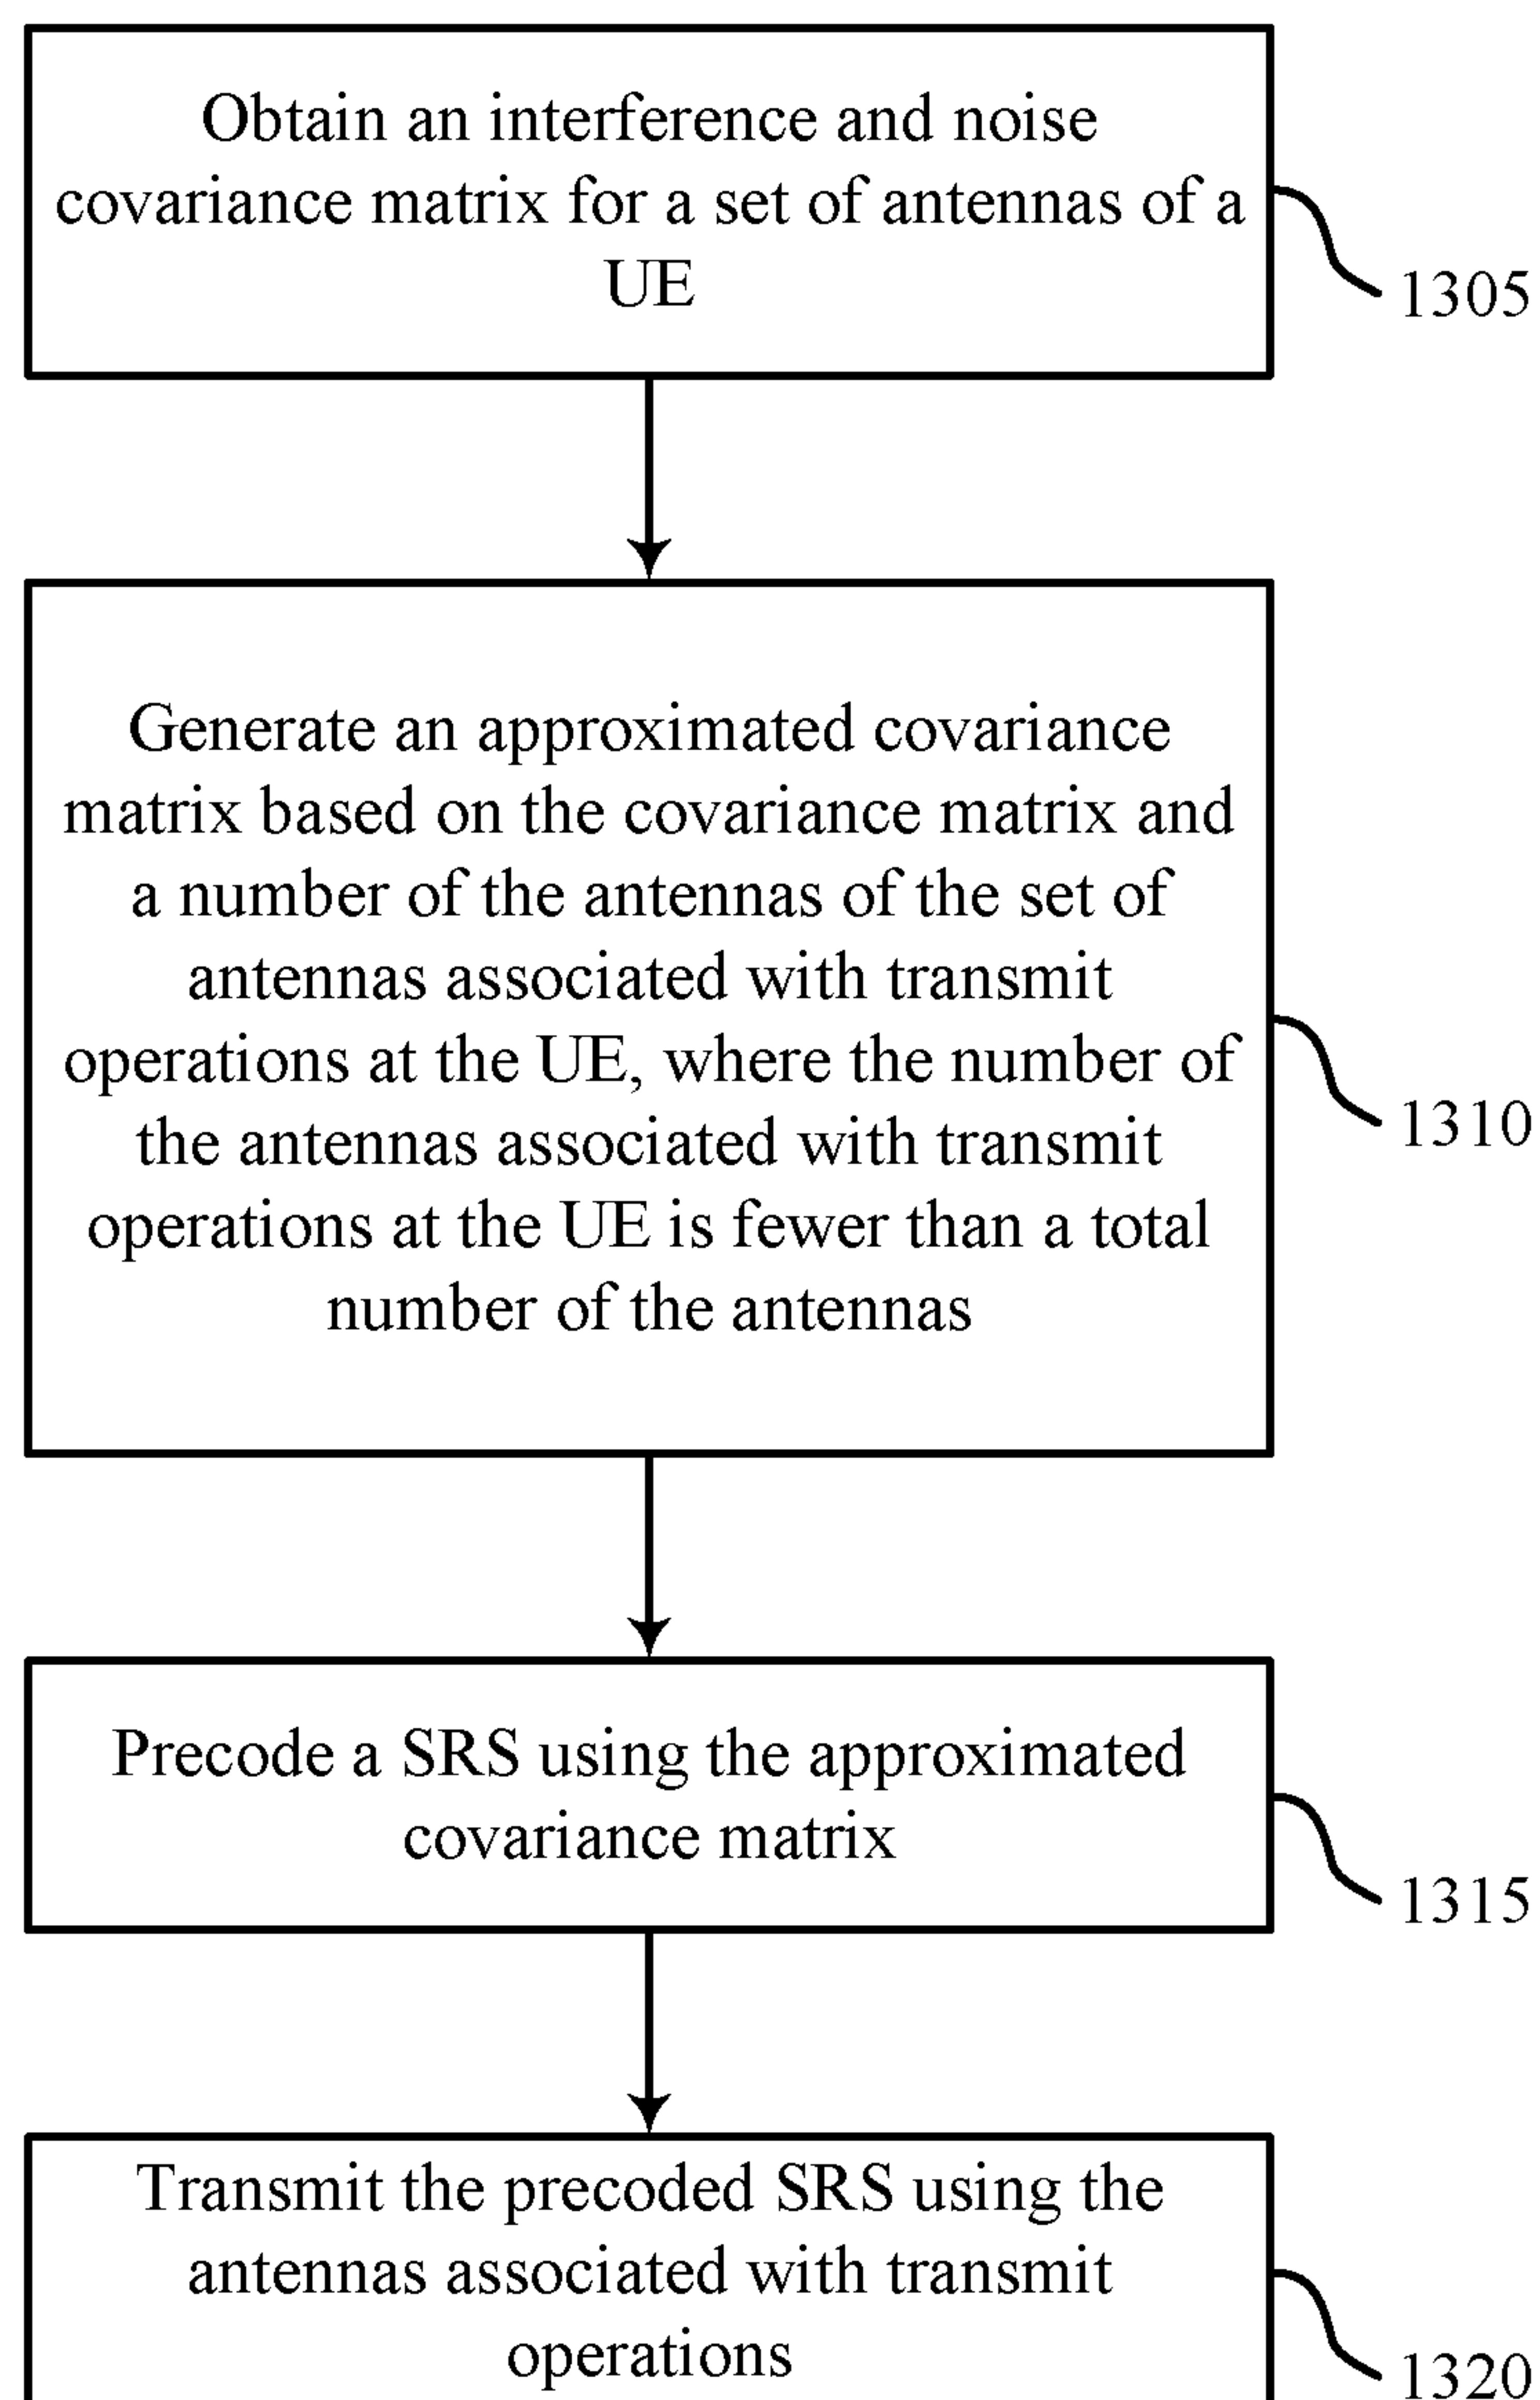 Obtain an interference and noise
covariance matrix for a set of antennas of a
UE
1305
Generate an approximated covariance
matrix based on the covariance matrix and
a number of the antennas of the set of
antennas associated with transmit
operations at the UE, where the number of
the antennas associated with transmit
operations at the UE is fewer than a total
number of the antennas
1310
Precode a SRS using the approximated
covariance matrix
1315
Transmit the precoded SRS using the
antennas associated with transmit
operations
1320